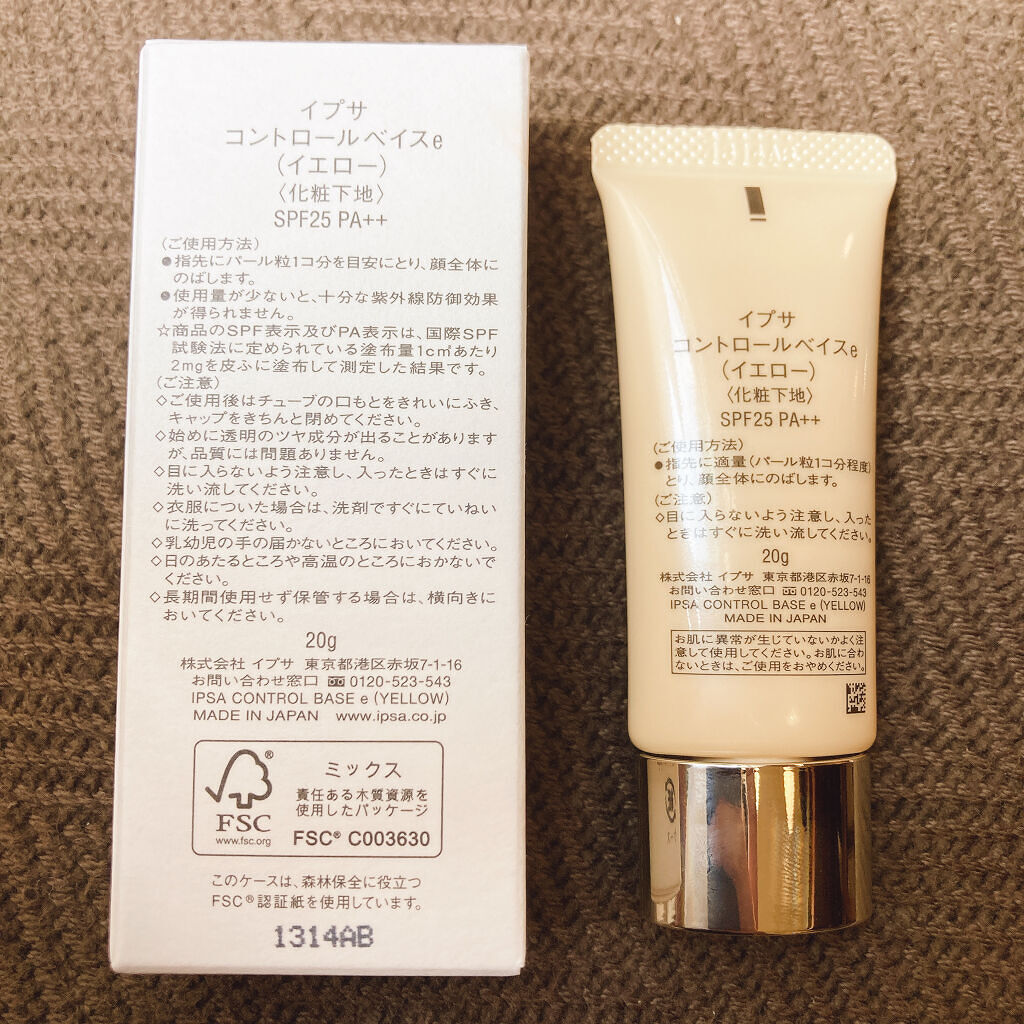 イプサ
コントロール ベイスe
(イエロー)
〈化粧下地〉
SPF25 PA++
(ご使用方法)
●指先にパール粒1コ分を目安にとり、顔全体に
のばします。
●使用量が少ないと、十分な紫外線防御効果
が得られません。
☆商品のSPF表示及びPA表示は、国際SPF
試験法に定められている塗布量1c㎡あたり
2mgを皮ふに塗布して測定した結果です。
(ご注意)
◇ご使用後はチューブの口もとをきれいにふき、
キャップをきちんと閉めてください。
◇始めに透明のツヤ成分が出ることがあります
が、品質には問題ありません。
◇目に入らないよう注意し、入ったときはすぐに
洗い流してください。
◇衣服についた場合は、洗剤ですぐにていねい
に洗ってください。
◇乳幼児の手の届かないところにおいてください。
◇日のあたるところや高温のところにおかないで
ください。
◇長期間使用せず保管する場合は、横向きに
おいてください。
20g
株式会社 イプサ 東京都港区赤坂7-1-16
お問い合わせ窓口 0120-523-543
IPSA CONTROL BASE e (YELLOW)
MADE IN JAPAN www.ipsa.co.jp
FSC
www.fsc.org
ミックス
責任ある木質資源を
使用したパッケージ
FSC® C003630
このケースは、森林保全に役立つ
FSC®認証紙を使用しています。
1314AB
1314AB
イプサ
コントロール ベイスe
(イエロー)
〈化粧下地〉
SPF25 PA++
(ご使用方法)
●指先に適量(パール粒1コ分程度)
とり、顔全体にのばします。
(ご注意)
◇目に入らないよう注意し、入った
ときはすぐに洗い流してください。
20g
株式会社 イプサ 東京都港区赤坂7-1-16
お問い合わせ窓口 0120-523-543
IPSA CONTROL BASE e (YELLOW)
MADE IN JAPAN
お肌に異常が生じていないかよく注
意して使用してください。お肌に合わ
ないときは、ご使用をおやめください。